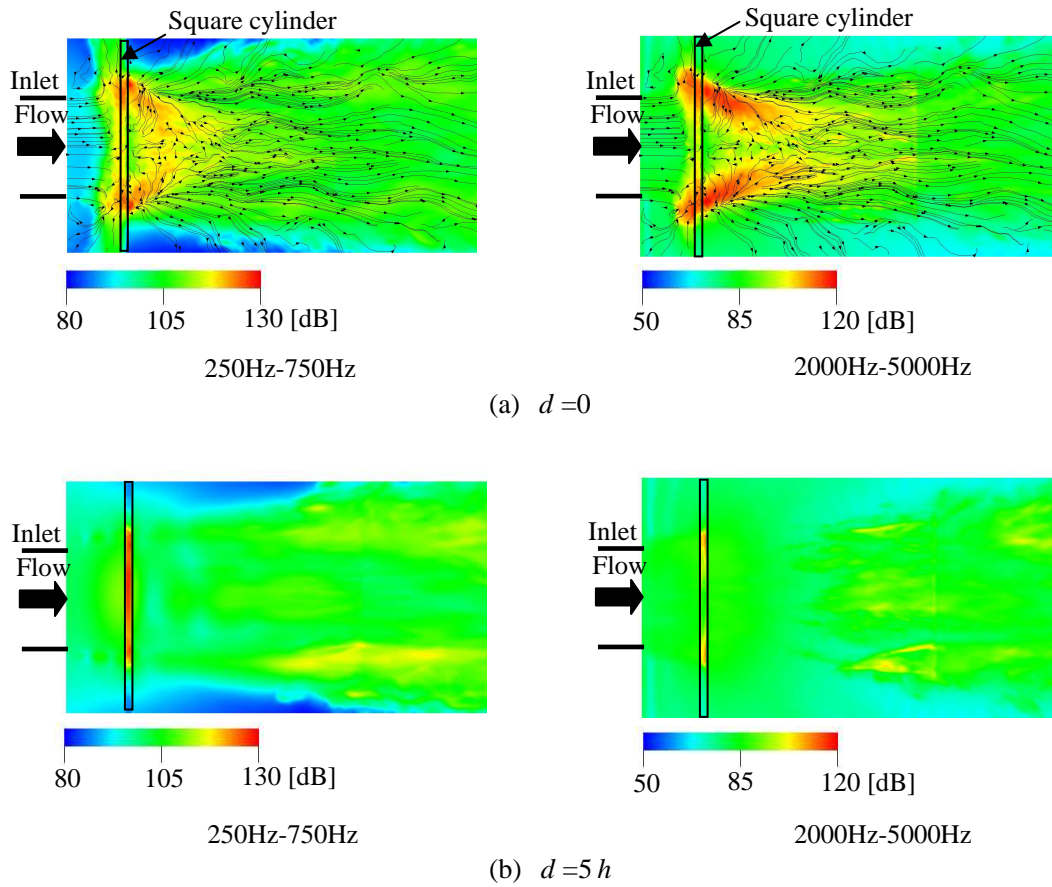 Square cylinder
Square cylinder
Inlet
Flow
Inlet
Flow
80 105 130 [dB]
50 85 120 [dB]
250Hz-750Hz
2000Hz-5000Hz
(a) d =0
Inlet
Flow
Inlet
Flow
80 105 130 [dB]
50 85 120 [dB]
250Hz-750Hz
2000Hz-5000Hz
(b) d =5 h